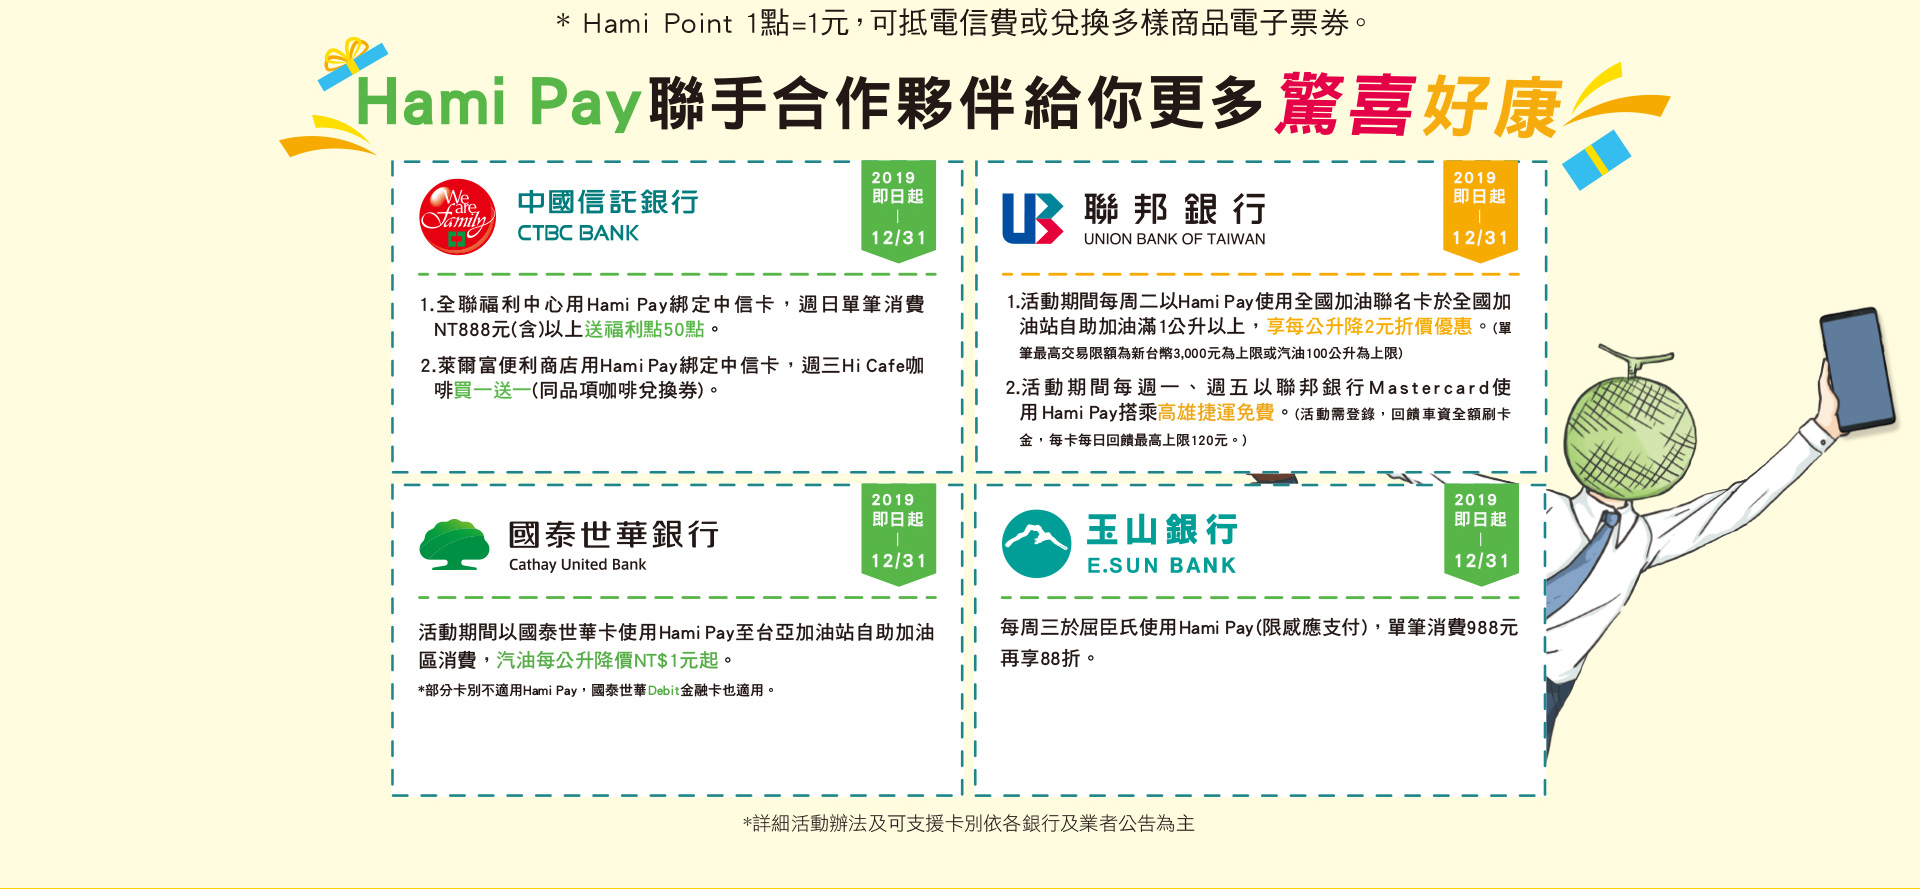 * Hami Point 1點=1元，可抵電信費或兌換多樣商品電子票券。
Hami Pay聯手合作夥伴給你更多驚喜好康
We are Family
中國信託銀行
CTBC BANK
2019
即日起
|
12/31
1.全聯福利中心用Hami Pay綁定中信卡，週日單筆消費
NT888元(含)以上送福利點50點。
2.萊爾富便利商店用Hami Pay綁定中信卡，週三Hi Cafe咖
啡買一送一(同品項咖啡兌換券)。
聯邦銀行
UNION BANK OF TAIWAN
2019
即日起
|
12/31
1.活動期間每周二以Hami Pay使用全國加油聯名卡於全國加
油站自助加油滿1公升以上，享每公升降2元折價優惠。(單
筆最高交易限額為新台幣3,000元為上限或汽油100公升為上限)
2.活動期間每週一、週五以聯邦銀行Mastercard使
用Hami Pay搭乘高雄捷運免費。(活動需登錄，回饋車資全額刷卡
金，每卡每日回饋最高上限120元。)
國泰世華銀行
Cathay United Bank
2019
即日起
|
12/31
活動期間以國泰世華卡使用Hami Pay至台亞加油站自助加油
區消費，汽油每公升降價NT$1元起。
*部分卡別不適用Hami Pay，國泰世華Debit金融卡也適用。
玉山銀行
E.SUN BANK
2019
即日起
|
12/31
每周三於屈臣氏使用Hami Pay(限感應支付)，單筆消費988元
再享88折。
*詳細活動辦法及可支援卡別依各銀行及業者公告為主